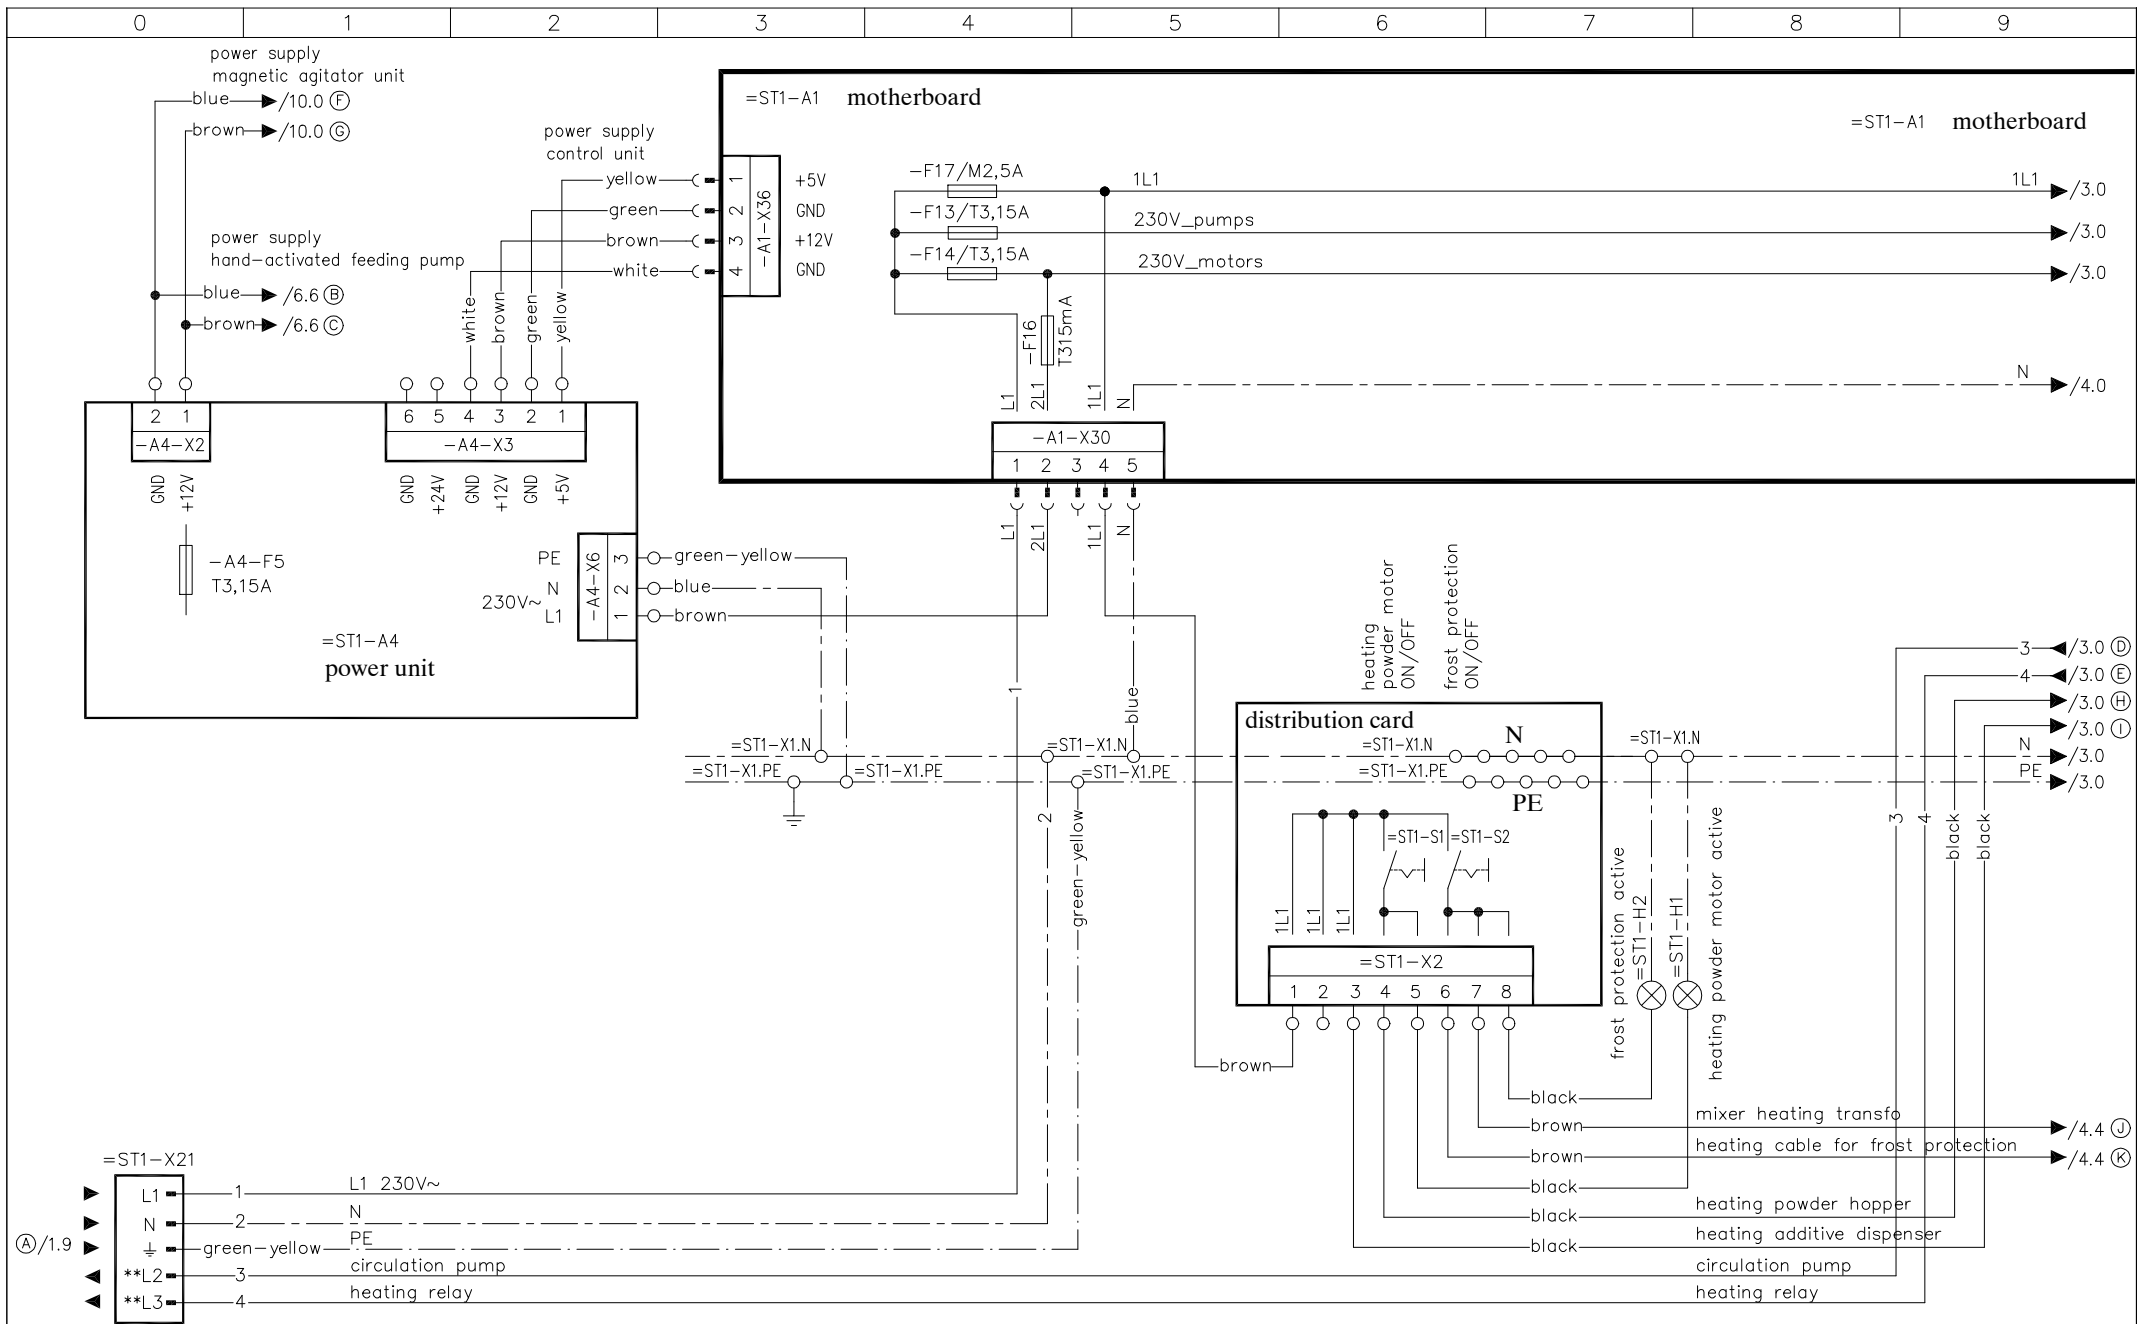 0 1 2 3 4 5 6 7 8 9
power supply
magnetic agitator unit
blue /10.0 F
brown /10.0 G
power supply
hand-activated feeding pump
blue /6.6 B
brown /6.6 C
power supply
control unit
yellow
green
brown
white
white
brown
green
yellow
=ST1-A1 motherboard
=ST1-A1 motherboard
1
2
3
4
-A1-X36
+5V
GND
+12V
GND
-F17/M2,5A
-F13/T3,15A
-F14/T3,15A
1L1
230V_pumps
230V_motors
1L1 /3.0
/3.0
/3.0
-F16
T315mA
N /4.0
L1
2L1
1L1
N
-A1-X30
1 2 3 4 5
L1
2L1
1L1
N
2 1
-A4-X2
GND
+12V
6 5 4 3 2 1
-A4-X3
GND
+24V
GND
+12V
GND
+5V
-A4-F5
T3,15A
=ST1-A4
power unit
PE
N
230V~
L1
-A4-X6
3
2
1
green-yellow
blue
brown
1
blue
2
green-yellow
=ST1-X1.N
=ST1-X1.PE
=ST1-X1.PE
=ST1-X1.N
=ST1-X1.PE
heating
powder motor
ON/OFF
frost protection
ON/OFF
distribution card
=ST1-X1.N
N
=ST1-X1.PE
PE
=ST1-X1.N
=ST1-S1
=ST1-S2
1L1
1L1
1L1
=ST1-X2
1 2 3 4 5 6 7 8
frost protection active
=ST1-H2
=ST1-H1
heating powder motor active
3 /3.0 D
4 /3.0 E
/3.0 H
/3.0 I
N /3.0
PE /3.0
3
4
black
black
brown
black
brown mixer heating transfo /4.4 J
brown heating cable for frost protection /4.4 K
black
black heating powder hopper
black heating additive dispenser
circulation pump
heating relay
=ST1-X21
L1 1 L1 230V~
N 2 N
A/1.9 green-yellow PE
**L2 3 circulation pump
**L3 4 heating relay